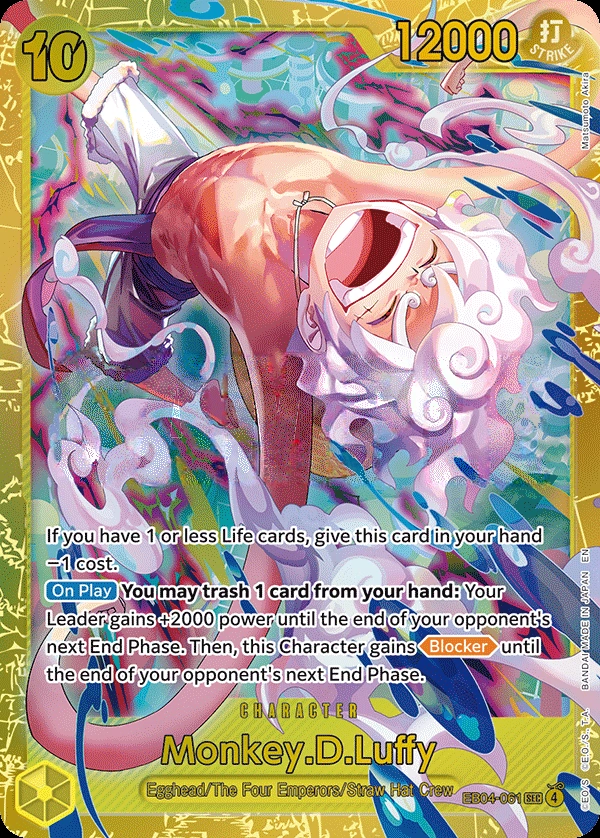 10
12000
打
STRIKE
Matsumoto Akira
If you have 1 or less Life cards, give this card in your hand
−1 cost.
On Play You may trash 1 card from your hand: Your
Leader gains +2000 power until the end of your opponent's
next End Phase. Then, this Character gains Blocker until
the end of your opponent's next End Phase.
©E.O./S. ©E.O./S.,T.A. BANDAI MADE IN JAPAN EN
CHARACTER
Monkey.D.Luffy
Egghead/The Four Emperors/Straw Hat Crew
EB04-061 SEC 4